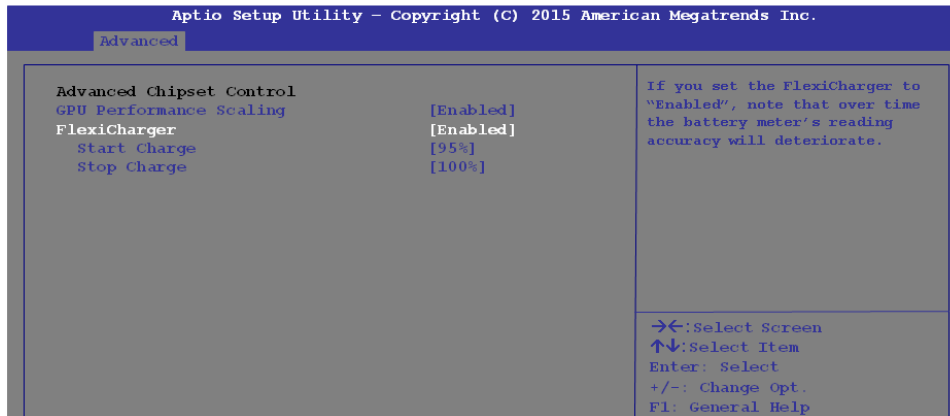 Aptio Setup Utility – Copyright (C) 2015 American Megatrends Inc.
Advanced
Advanced Chipset Control
GPU Performance Scaling [Enabled]
FlexiCharger [Enabled]
Start Charge [95%]
Stop Charge [100%]
If you set the FlexiCharger to
“Enabled”, note that over time
the battery meter’s reading
accuracy will deteriorate.
→←:Select Screen
↑↓:Select Item
Enter: Select
+/-: Change Opt.
F1: General Help